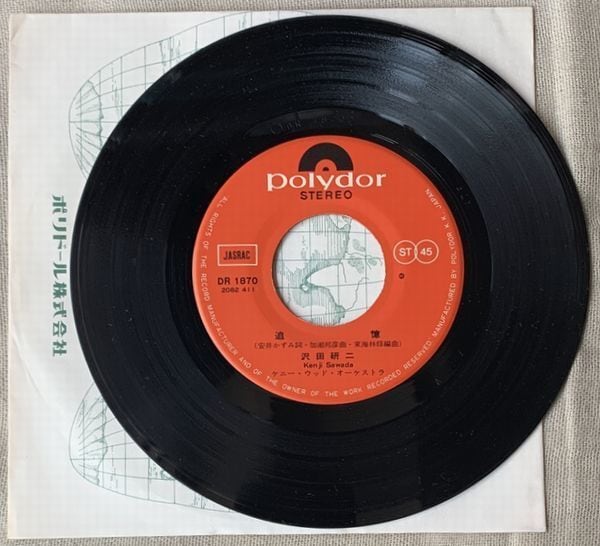 polydor
STEREO
JASRAC
DR 1870
2082 411
ST 45
℗
追憶
(安井かずみ詞・加瀬邦彦曲・東海林修編曲)
沢田研二
Kenji Sawada
ケニー・ウッド・オーケストラ
ALL RIGHTS OF THE RECORD MANUFACTURER AND OF THE OWNER OF THE WORK RECORDED RESERVED. MANUFACTURED BY POLYDOR K.K. JAPAN
ポリドール株式会社